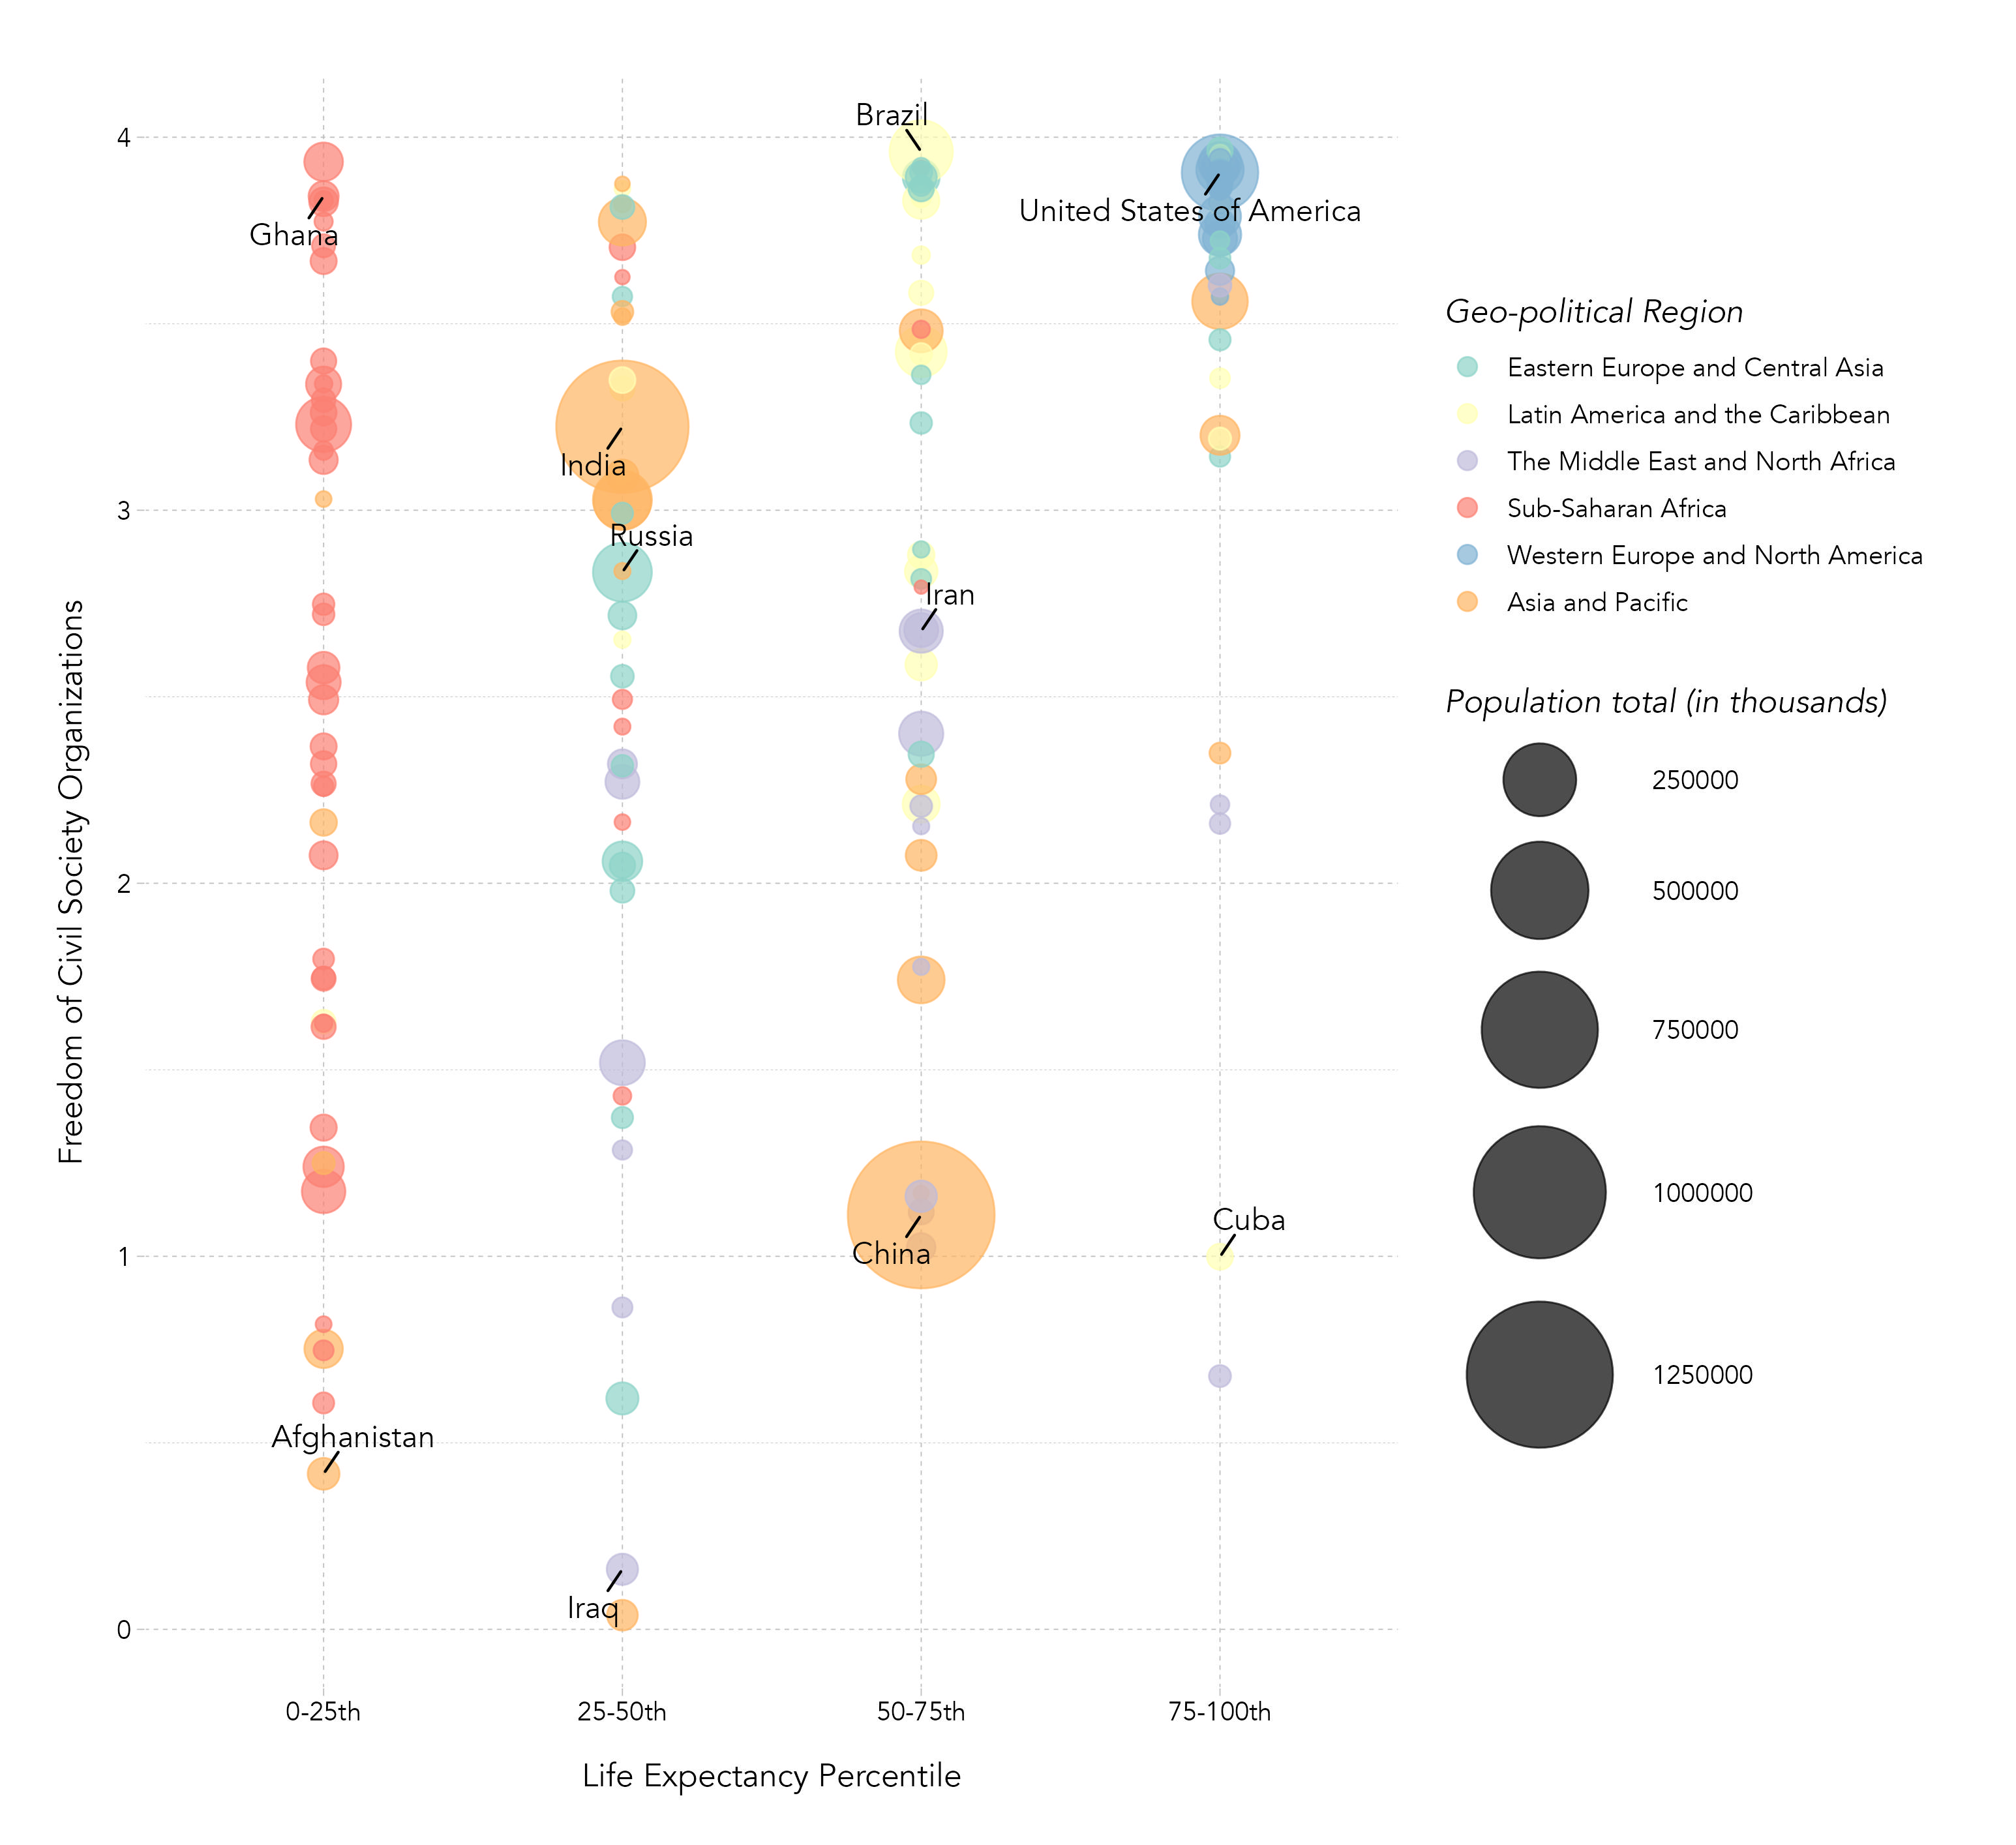 Brazil
4
United States of America
Ghana
Geo-political Region
Eastern Europe and Central Asia
Latin America and the Caribbean
India
The Middle East and North Africa
3
Sub-Saharan Africa
Russia
Western Europe and North America
Iran
Asia and Pacific
Freedom of Civil Society Organizations
Population total (in thousands)
250000
2
500000
750000
1000000
Cuba
China
1
1250000
Afghanistan
Iraq
0
0-25th
25-50th
50-75th
75-100th
Life Expectancy Percentile